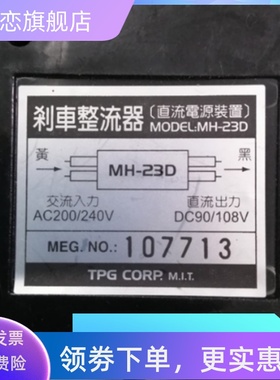 恋旗舰店
刹車整流器
〔直流電源裝置〕
MODEL:MH-23D
黃
MH-23D
黑
交流入力
AC200/240V
直流出力
DC90/108V
MEG. NO.: 107713
TPG CORP. M.I.T.
发票
费险
领券下单，更多实惠！